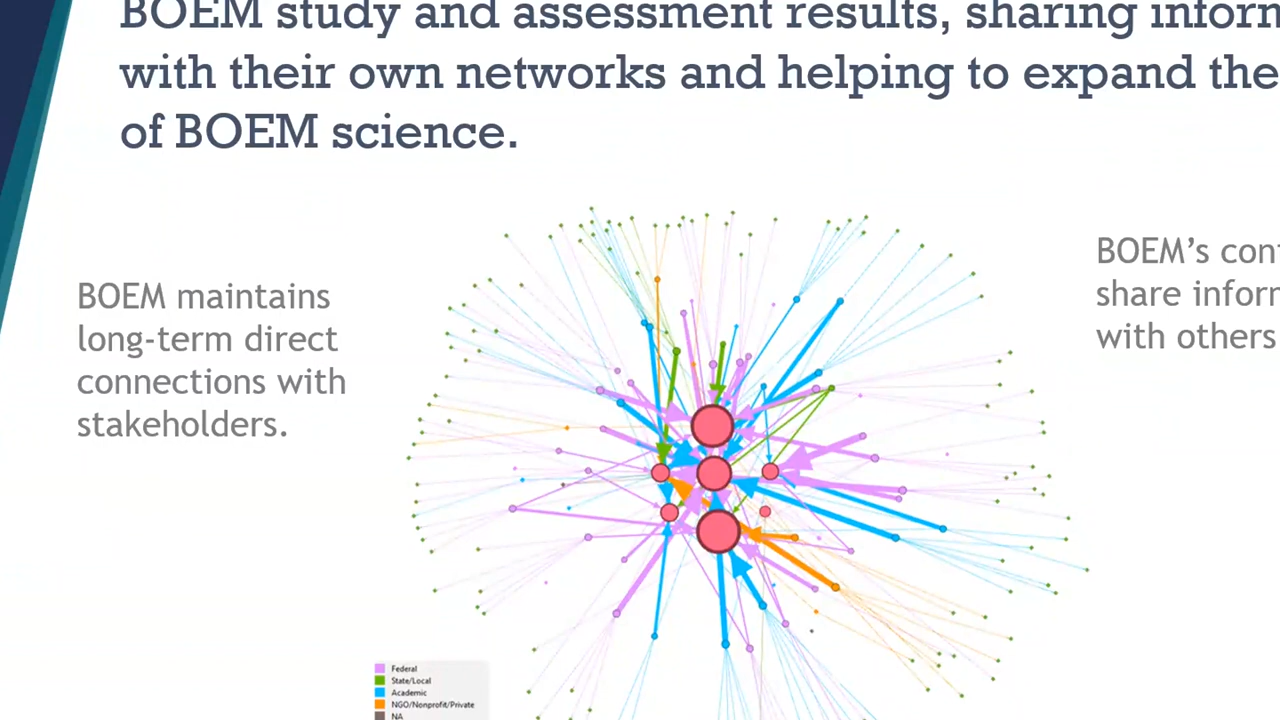 BOEM study and assessment results, sharing inform
with their own networks and helping to expand the
of BOEM science.
BOEM maintains
long-term direct
connections with
stakeholders.
BOEM's con
share inforr
with others
Federal
State/Local
Academic
NGO/Nonprofit/Private
NA